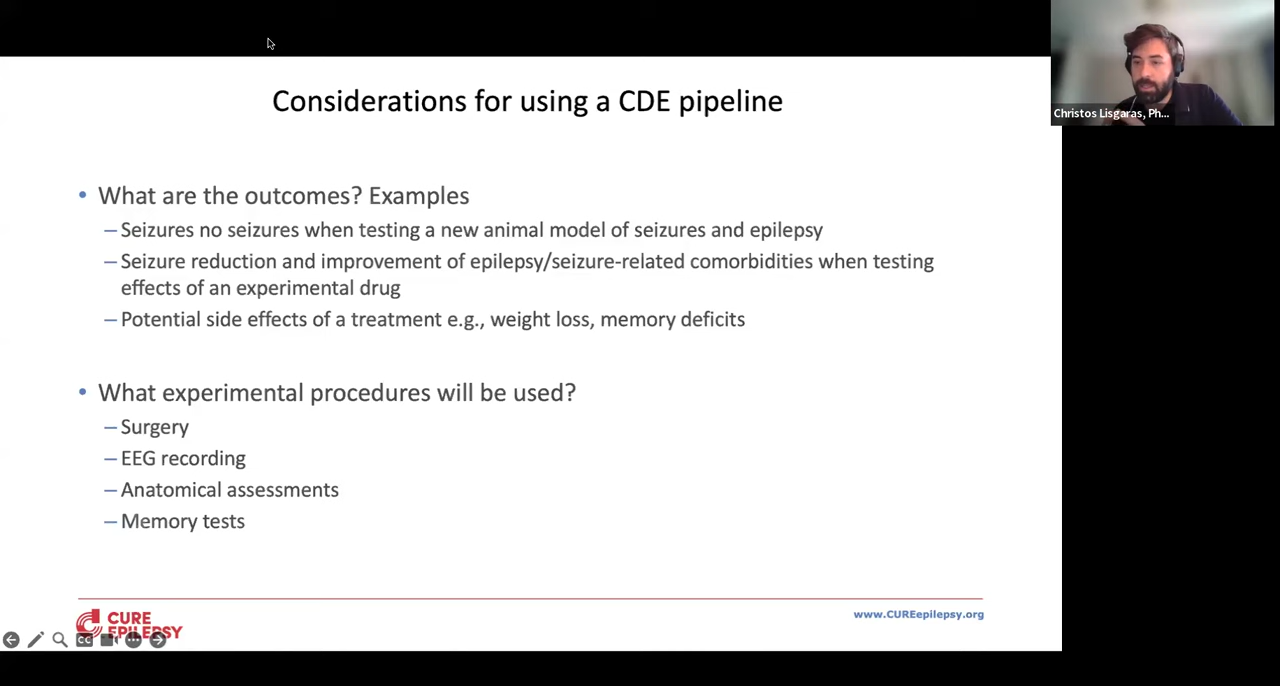 Considerations for using a CDE pipeline
Christos Lisgaras, Ph...
• What are the outcomes? Examples
– Seizures no seizures when testing a new animal model of seizures and epilepsy
– Seizure reduction and improvement of epilepsy/seizure-related comorbidities when testing
effects of an experimental drug
– Potential side effects of a treatment e.g., weight loss, memory deficits
• What experimental procedures will be used?
– Surgery
– EEG recording
– Anatomical assessments
– Memory tests
CURE
EPILEPSY
www.CUREepilepsy.org
CC